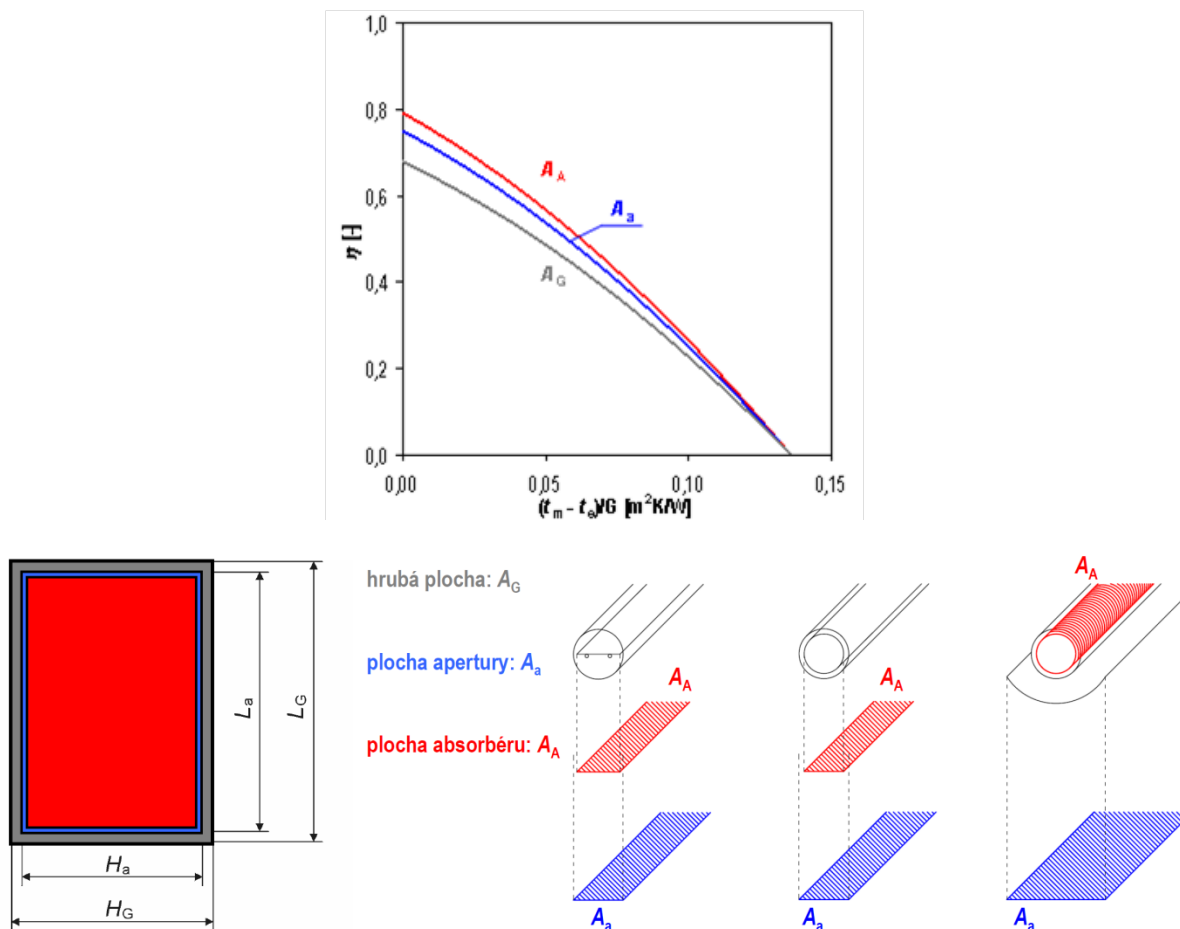 1,0
0,8
0,6
0,4
0,2
0,0
η [-]
A_A
A_a
A_G
0,00 0,05 0,10 0,15
(t_m – t_e)/G [m²K/W]
hrubá plocha: A_G
plocha apertury: A_a
plocha absorbéru: A_A
L_a
L_G
H_a
H_G
A_A
A_A
A_A
A_a
A_a
A_a